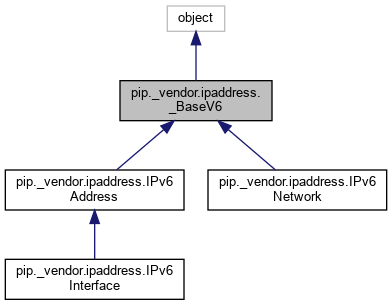 object
pip._vendor.ipaddress.
_BaseV6
pip._vendor.ipaddress.IPv6
Address
pip._vendor.ipaddress.IPv6
Network
pip._vendor.ipaddress.IPv6
Interface